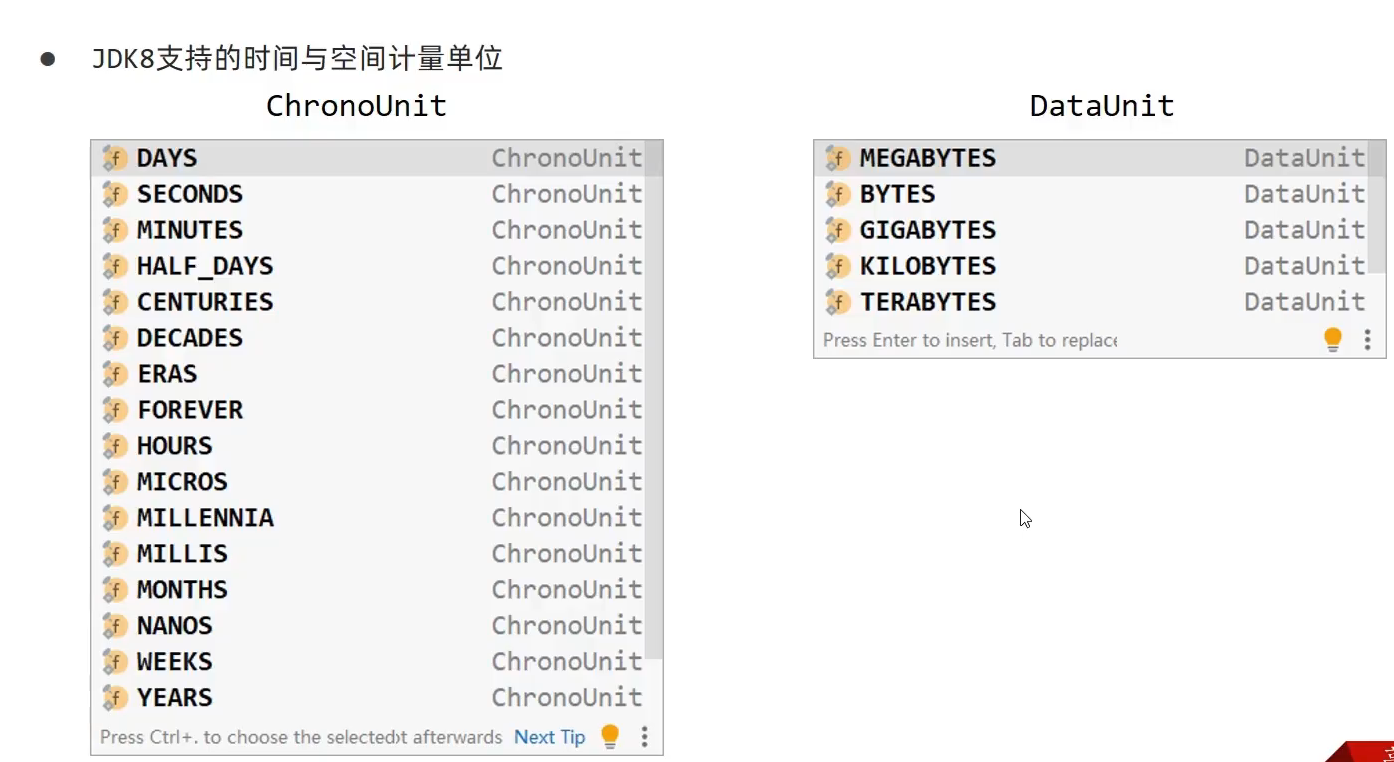 ● JDK8支持的时间与空间计量单位
ChronoUnit
DAYS ChronoUnit
SECONDS ChronoUnit
MINUTES ChronoUnit
HALF_DAYS ChronoUnit
CENTURIES ChronoUnit
DECADES ChronoUnit
ERAS ChronoUnit
FOREVER ChronoUnit
HOURS ChronoUnit
MICROS ChronoUnit
MILLENNIA ChronoUnit
MILLIS ChronoUnit
MONTHS ChronoUnit
NANOS ChronoUnit
WEEKS ChronoUnit
YEARS ChronoUnit
Press Ctrl+. to choose the selected afterwards Next Tip
DataUnit
MEGABYTES DataUnit
BYTES DataUnit
GIGABYTES DataUnit
KILOBYTES DataUnit
TERABYTES DataUnit
Press Enter to insert, Tab to replace